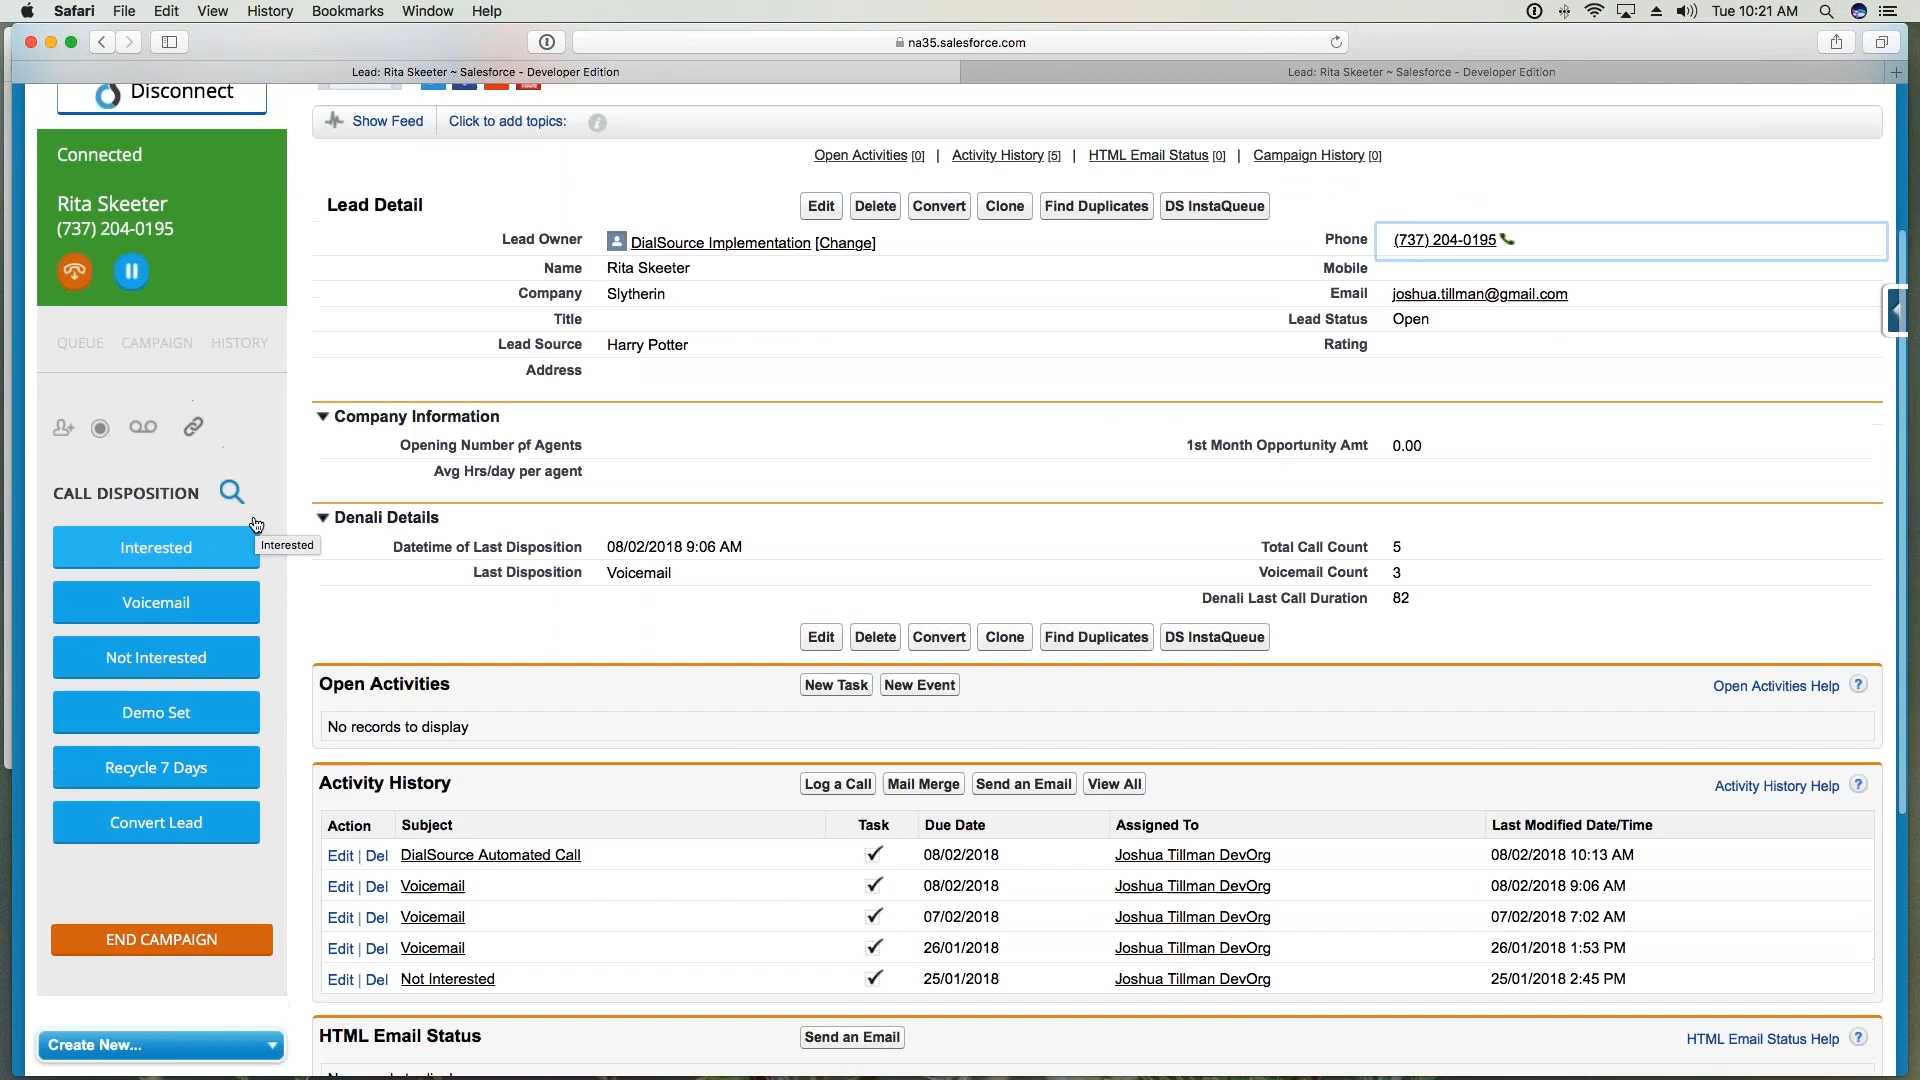 Safari File Edit View History Bookmarks Window Help Tue 10:21 AM
na35.salesforce.com
Lead: Rita Skeeter ~ Salesforce - Developer Edition
Lead: Rita Skeeter ~ Salesforce - Developer Edition
Disconnect
Connected
Rita Skeeter
(737) 204-0195
QUEUE CAMPAIGN HISTORY
CALL DISPOSITION
Interested
Interested
Voicemail
Not Interested
Demo Set
Recycle 7 Days
Convert Lead
END CAMPAIGN
Create New...
Show Feed Click to add topics:
Open Activities [0] | Activity History [5] | HTML Email Status [0] | Campaign History [0]
Lead Detail Edit Delete Convert Clone Find Duplicates DS InstaQueue
Lead Owner DialSource Implementation [Change] Phone (737) 204-0195
Name Rita Skeeter Mobile
Company Slytherin Email joshua.tillman@gmail.com
Title Lead Status Open
Lead Source Harry Potter Rating
Address
Company Information
Opening Number of Agents 1st Month Opportunity Amt 0.00
Avg Hrs/day per agent
Denali Details
Datetime of Last Disposition 08/02/2018 9:06 AM Total Call Count 5
Last Disposition Voicemail Voicemail Count 3
Denali Last Call Duration 82
Edit Delete Convert Clone Find Duplicates DS InstaQueue
Open Activities New Task New Event Open Activities Help ?
No records to display
Activity History Log a Call Mail Merge Send an Email View All Activity History Help ?
Action Subject Task Due Date Assigned To Last Modified Date/Time
Edit | Del DialSource Automated Call 08/02/2018 Joshua Tillman DevOrg 08/02/2018 10:13 AM
Edit | Del Voicemail 08/02/2018 Joshua Tillman DevOrg 08/02/2018 9:06 AM
Edit | Del Voicemail 07/02/2018 Joshua Tillman DevOrg 07/02/2018 7:02 AM
Edit | Del Voicemail 26/01/2018 Joshua Tillman DevOrg 26/01/2018 1:53 PM
Edit | Del Not Interested 25/01/2018 Joshua Tillman DevOrg 25/01/2018 2:45 PM
HTML Email Status Send an Email HTML Email Status Help ?